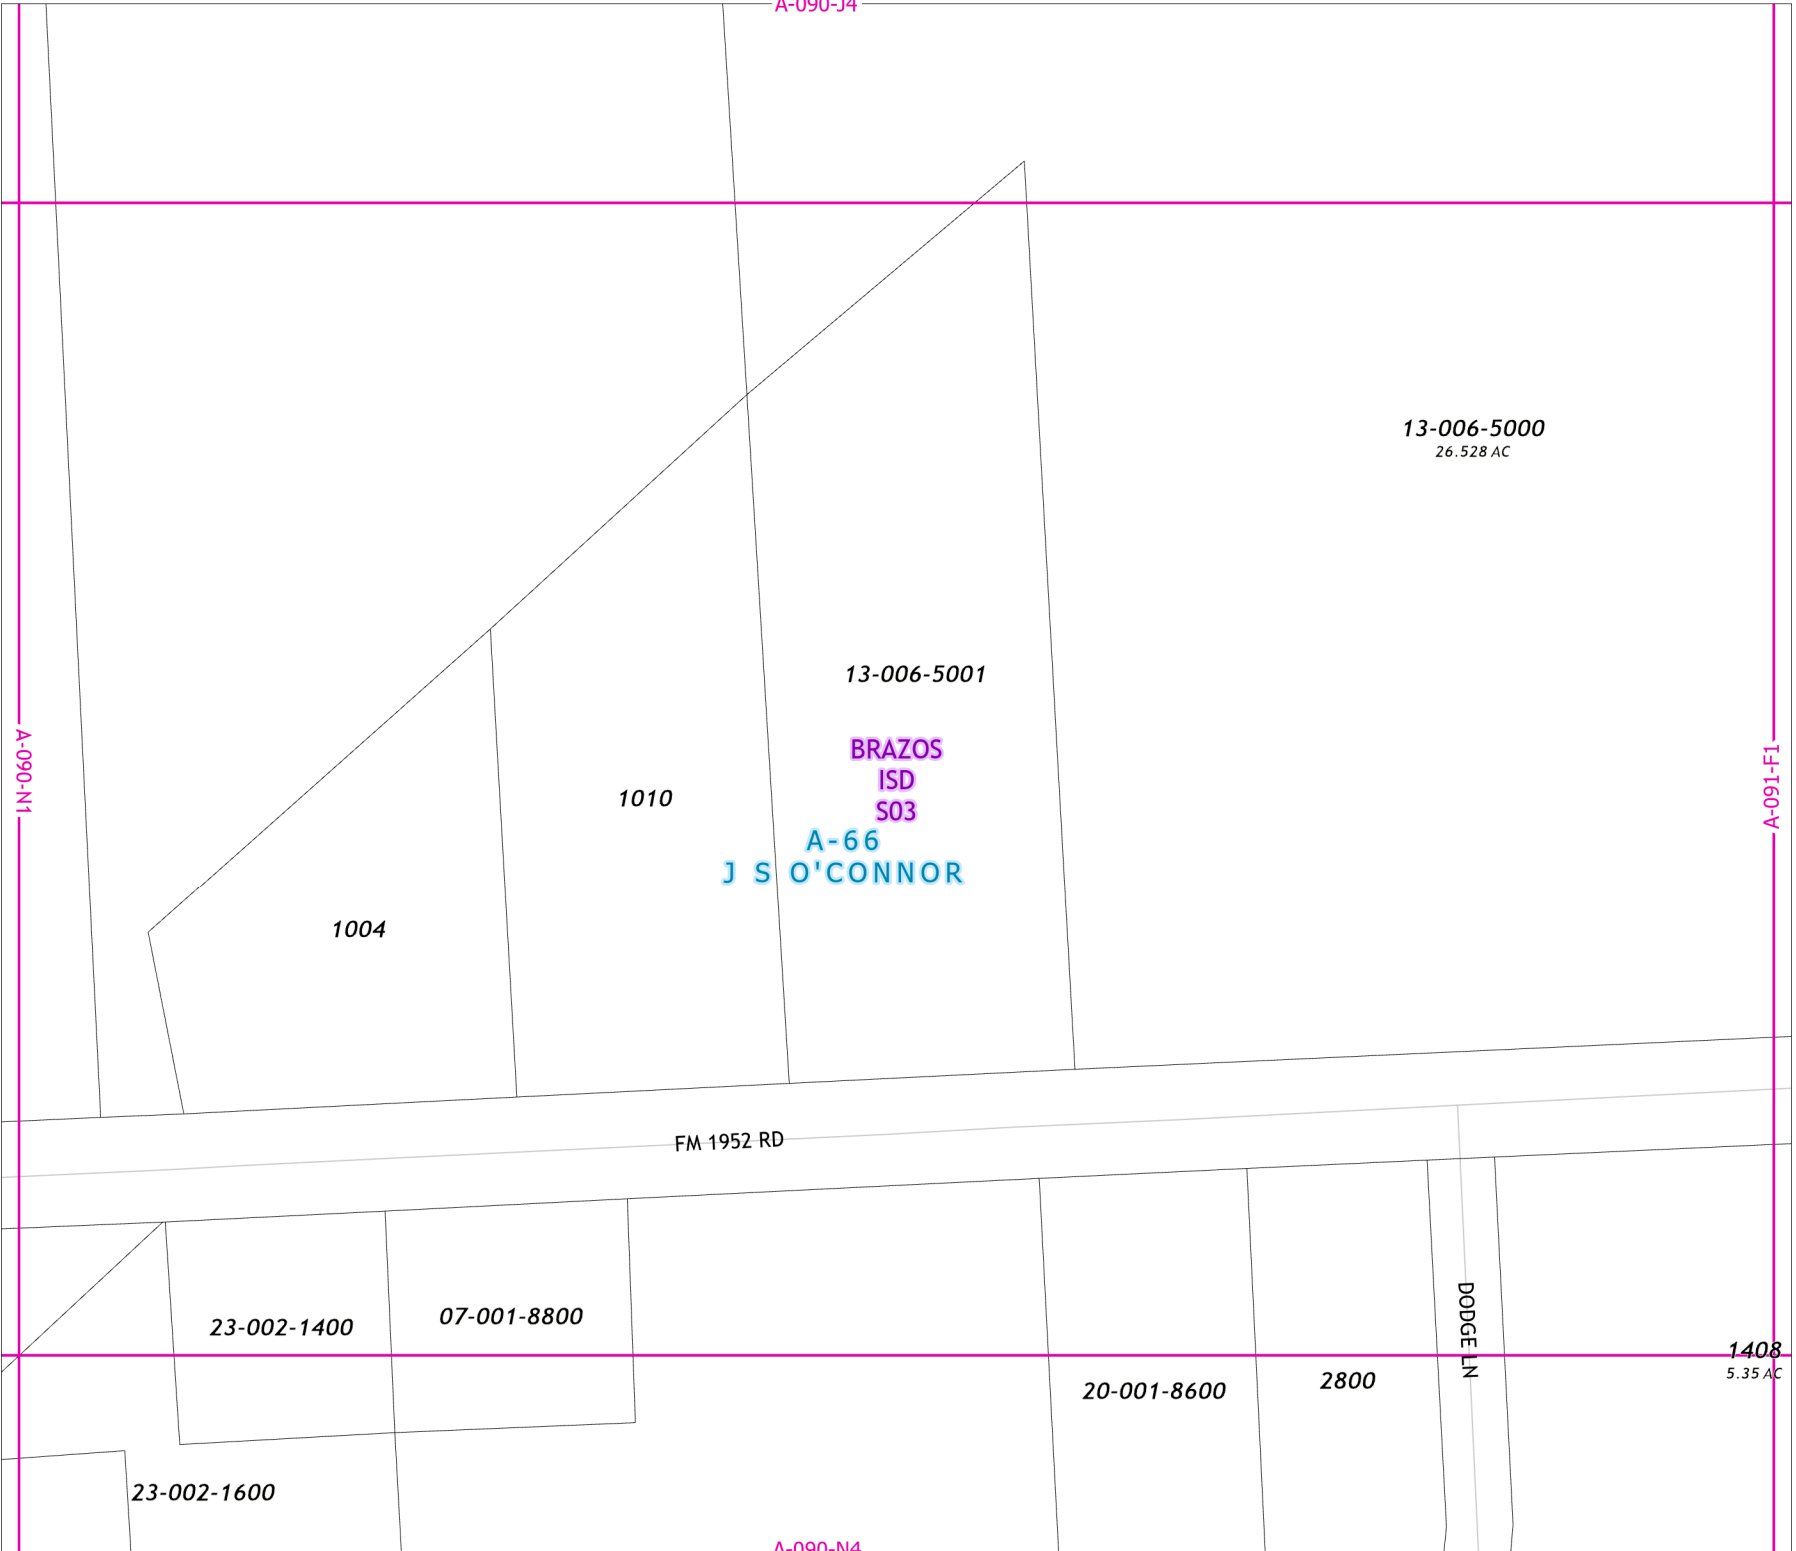 A-090-J4
13-006-5000
26.528 AC
13-006-5001
A-090-N1
BRAZOS
ISD
S03
A-091-F1
1010
A-66
J S O'CONNOR
1004
FM 1952 RD
23-002-1400
07-001-8800
DODGE LN
1408
5.35 AC
20-001-8600
2800
23-002-1600
A-090-N4